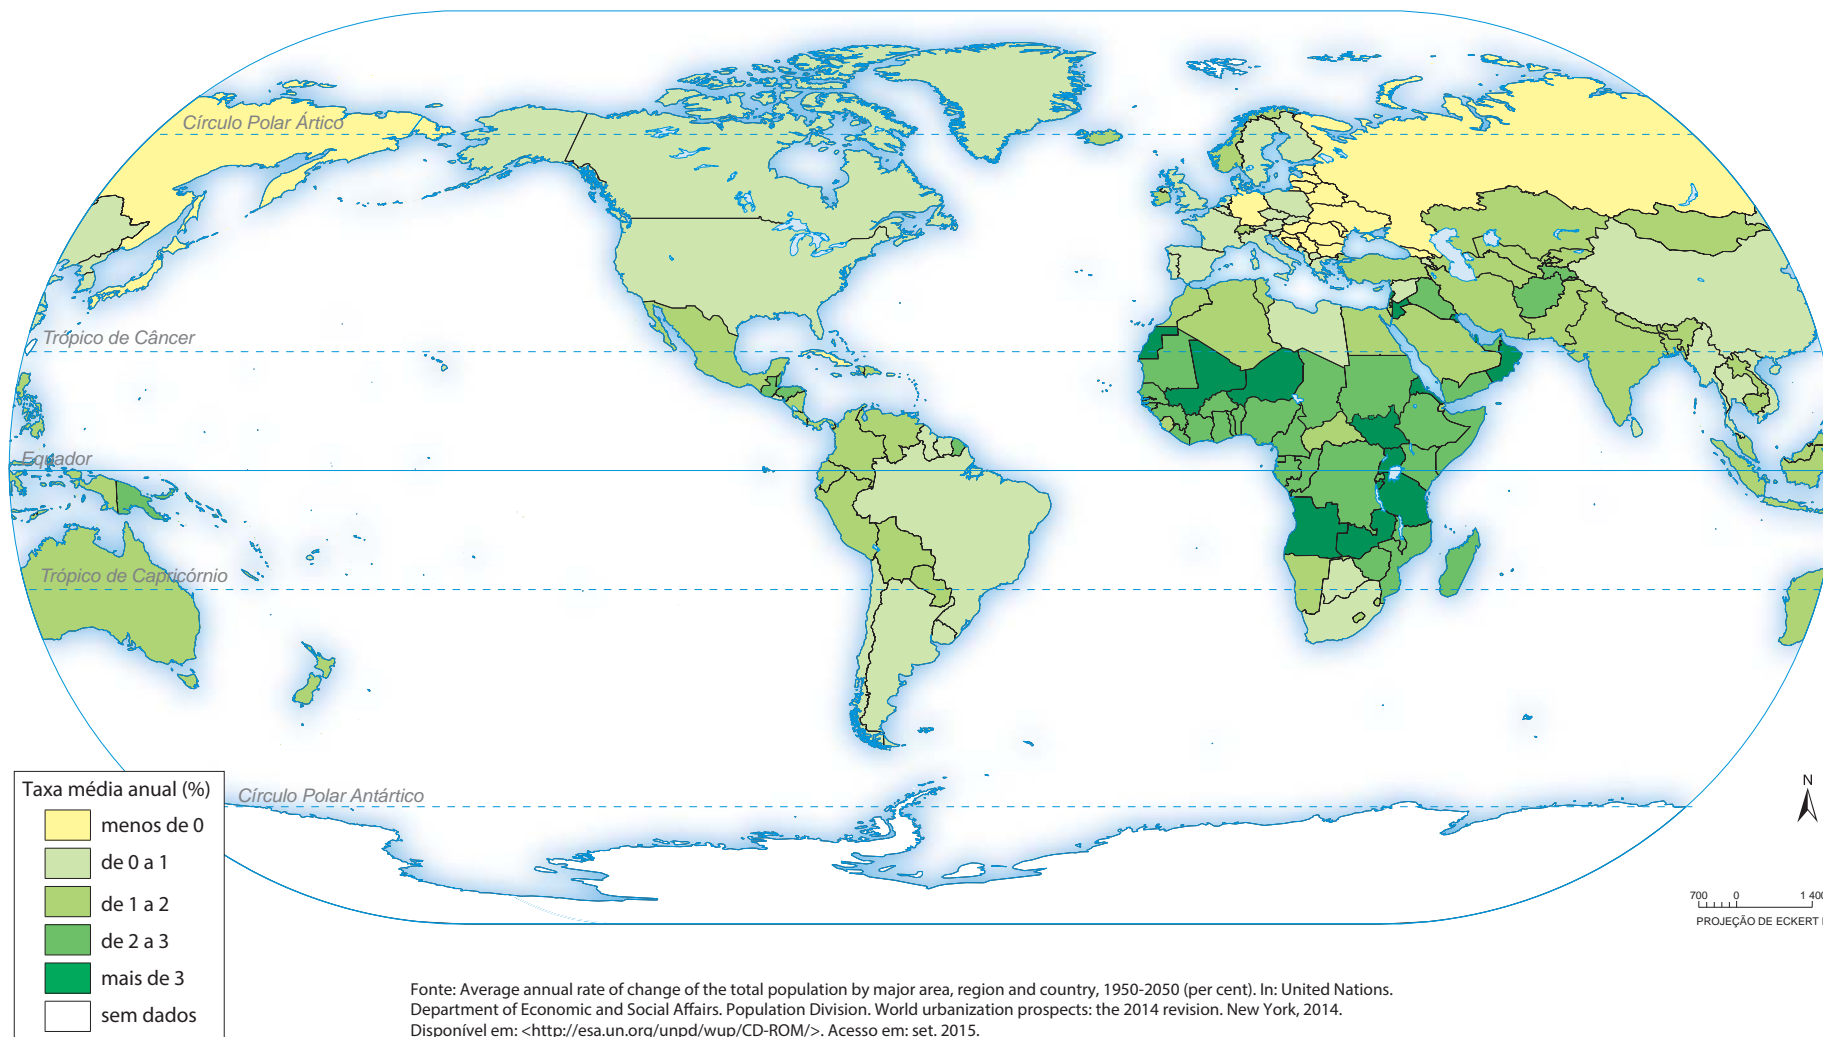 Círculo Polar Ártico
Trópico de Câncer
Equador
Trópico de Capricórnio
Círculo Polar Antártico
Taxa média anual (%)
menos de 0
de 0 a 1
de 1 a 2
de 2 a 3
mais de 3
sem dados
N
700 0 1 400
PROJEÇÃO DE ECKERT
Fonte: Average annual rate of change of the total population by major area, region and country, 1950-2050 (per cent). In: United Nations.
Department of Economic and Social Affairs. Population Division. World urbanization prospects: the 2014 revision. New York, 2014.
Disponível em: <http://esa.un.org/unpd/wup/CD-ROM/>. Acesso em: set. 2015.